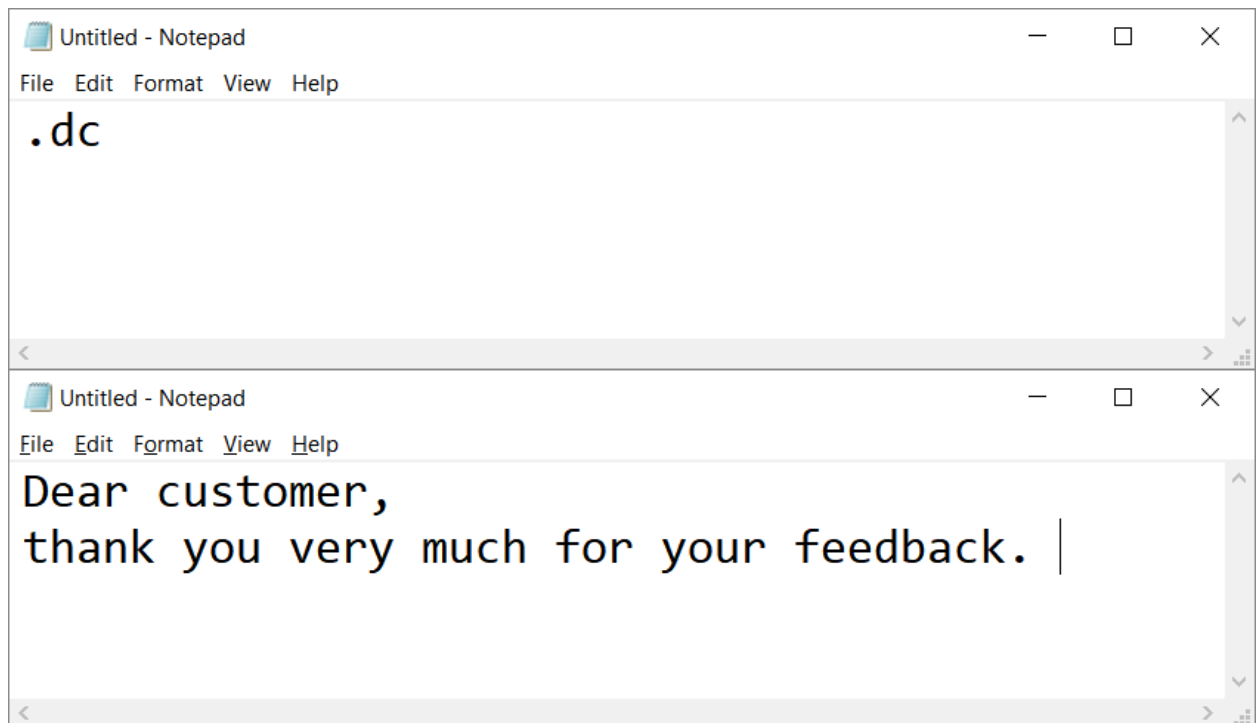 Untitled - Notepad
File Edit Format View Help
.dc
Untitled - Notepad
File Edit Format View Help
Dear customer,
thank you very much for your feedback.